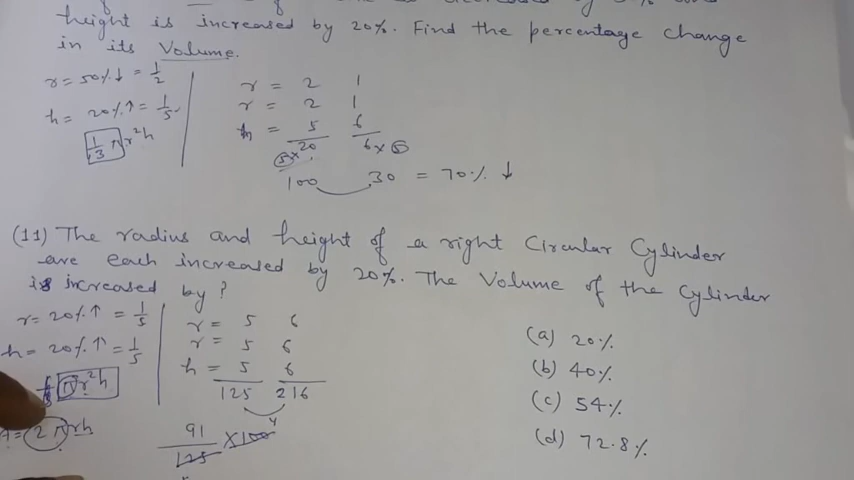 height is increased by 20%. Find the percentage change
in its Volume.
r = 50%↓ = 1/2
h = 20%↑ = 1/5
1/3 πr²h
r = 2 1
r = 2 1
h = 5 6
20 6 × 5
5 ×
100 30 = 70% ↓
(11) The radius and height of a right Circular Cylinder
are each increased by 20%. The Volume of the Cylinder
is increased by ?
r = 20%↑ = 1/5
h = 20%↑ = 1/5
πr²h
2πrh
r = 5 6
r = 5 6
h = 5 6
125 216
91/125 × 100 4
(a) 20%
(b) 40%
(c) 54%
(d) 72.8%